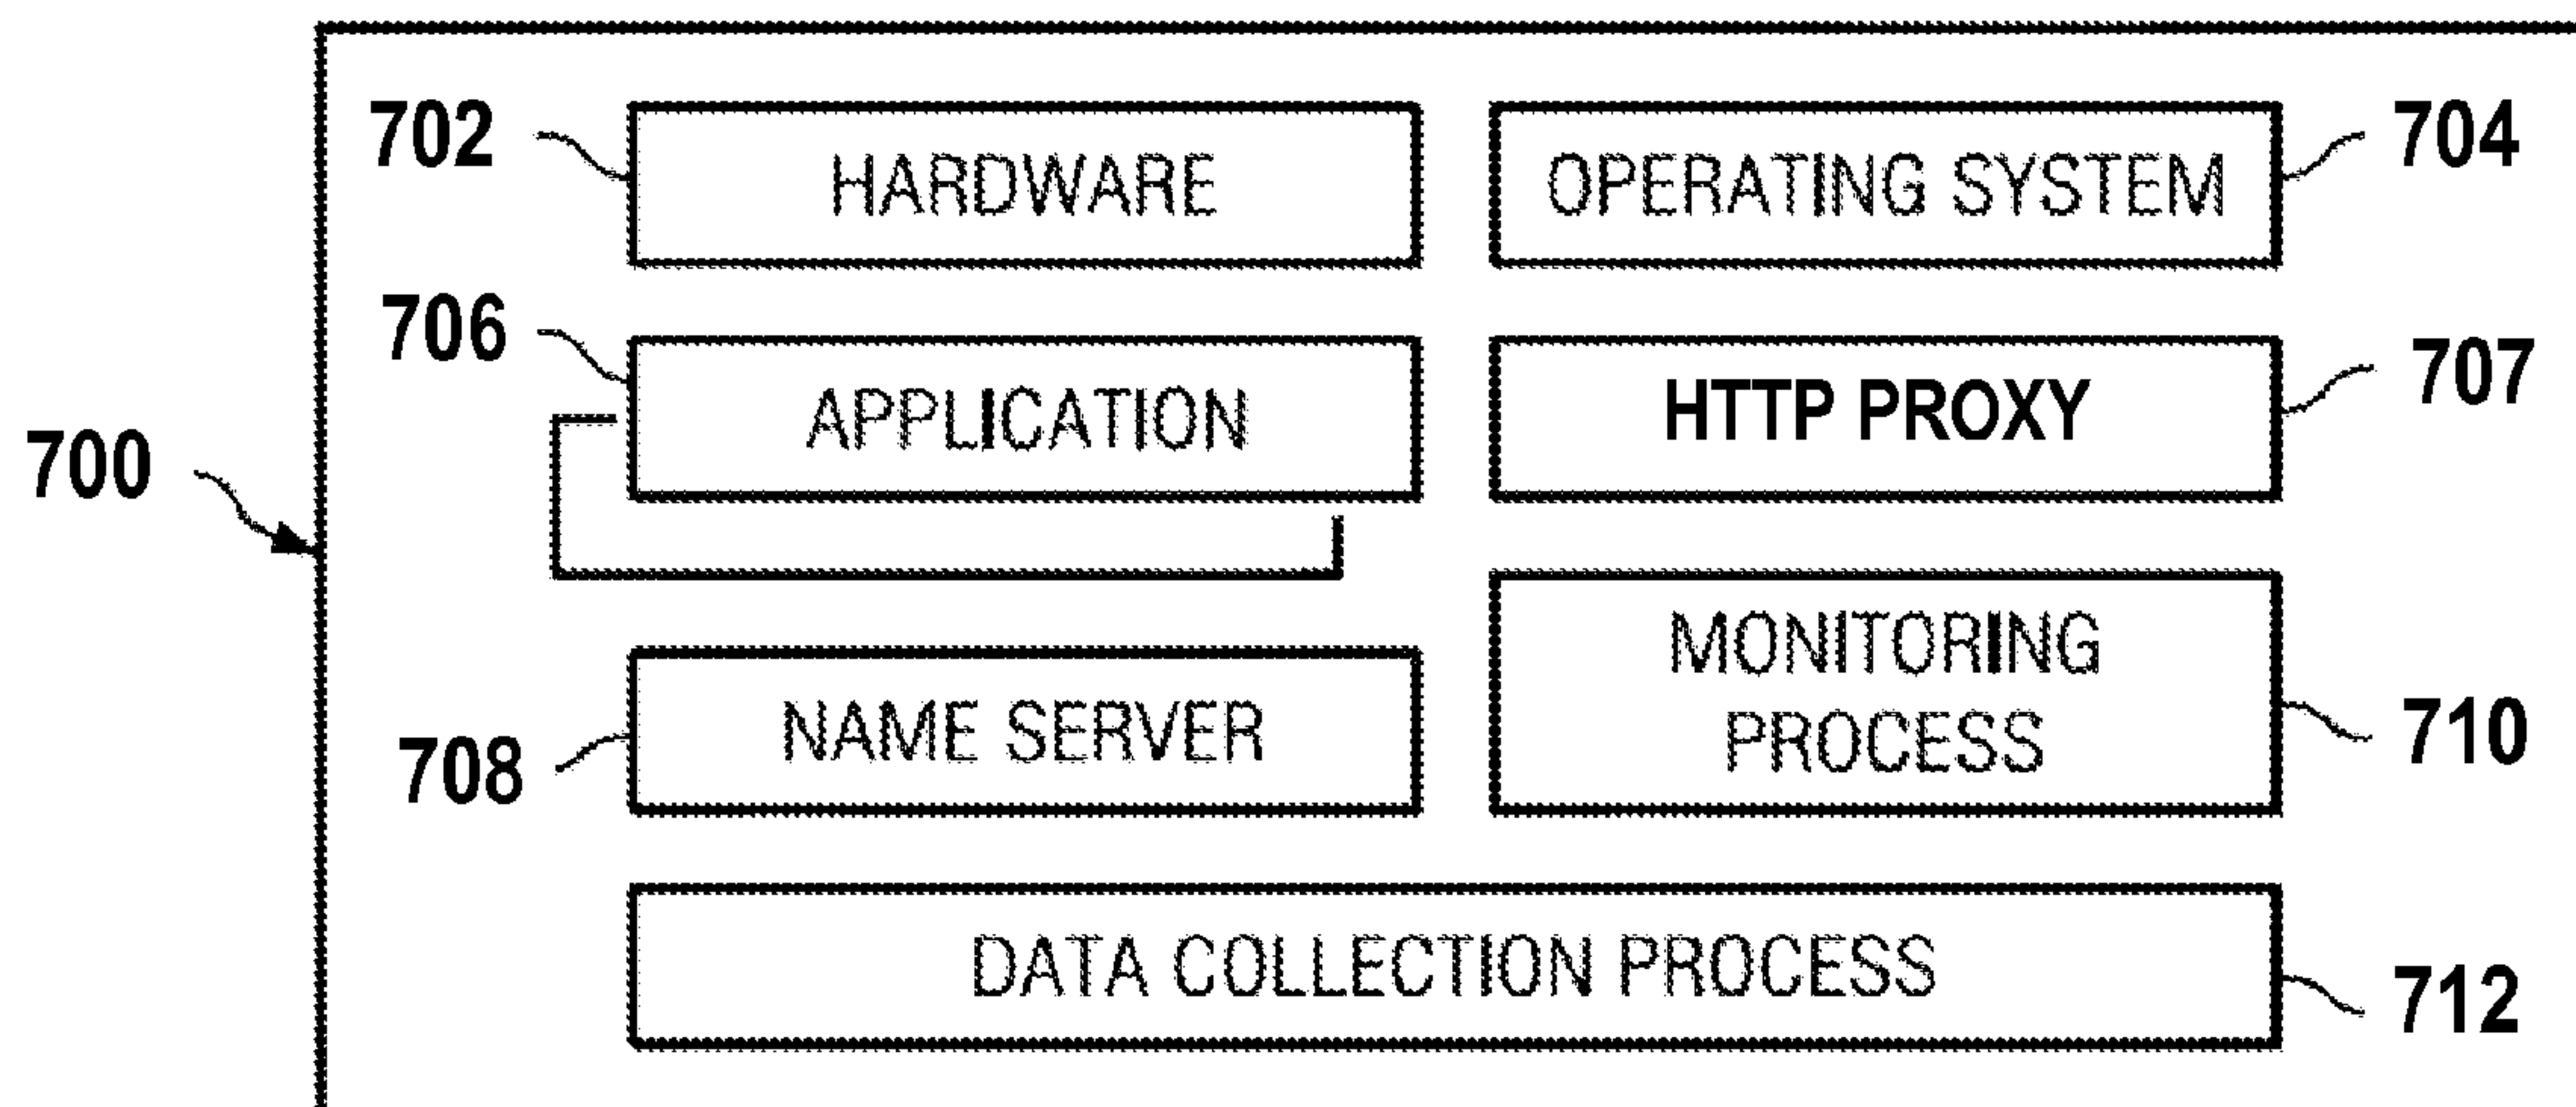 702
HARDWARE
OPERATING SYSTEM
704
706
APPLICATION
HTTP PROXY
707
700
708
NAME SERVER
MONITORING
PROCESS
710
DATA COLLECTION PROCESS
712